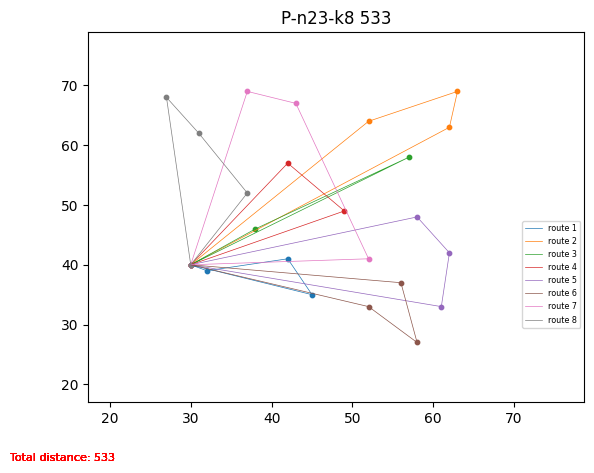 P-n23-k8 533
70
60
50
40
30
20
20 30 40 50 60 70
route 1
route 2
route 3
route 4
route 5
route 6
route 7
route 8
Total distance: 533